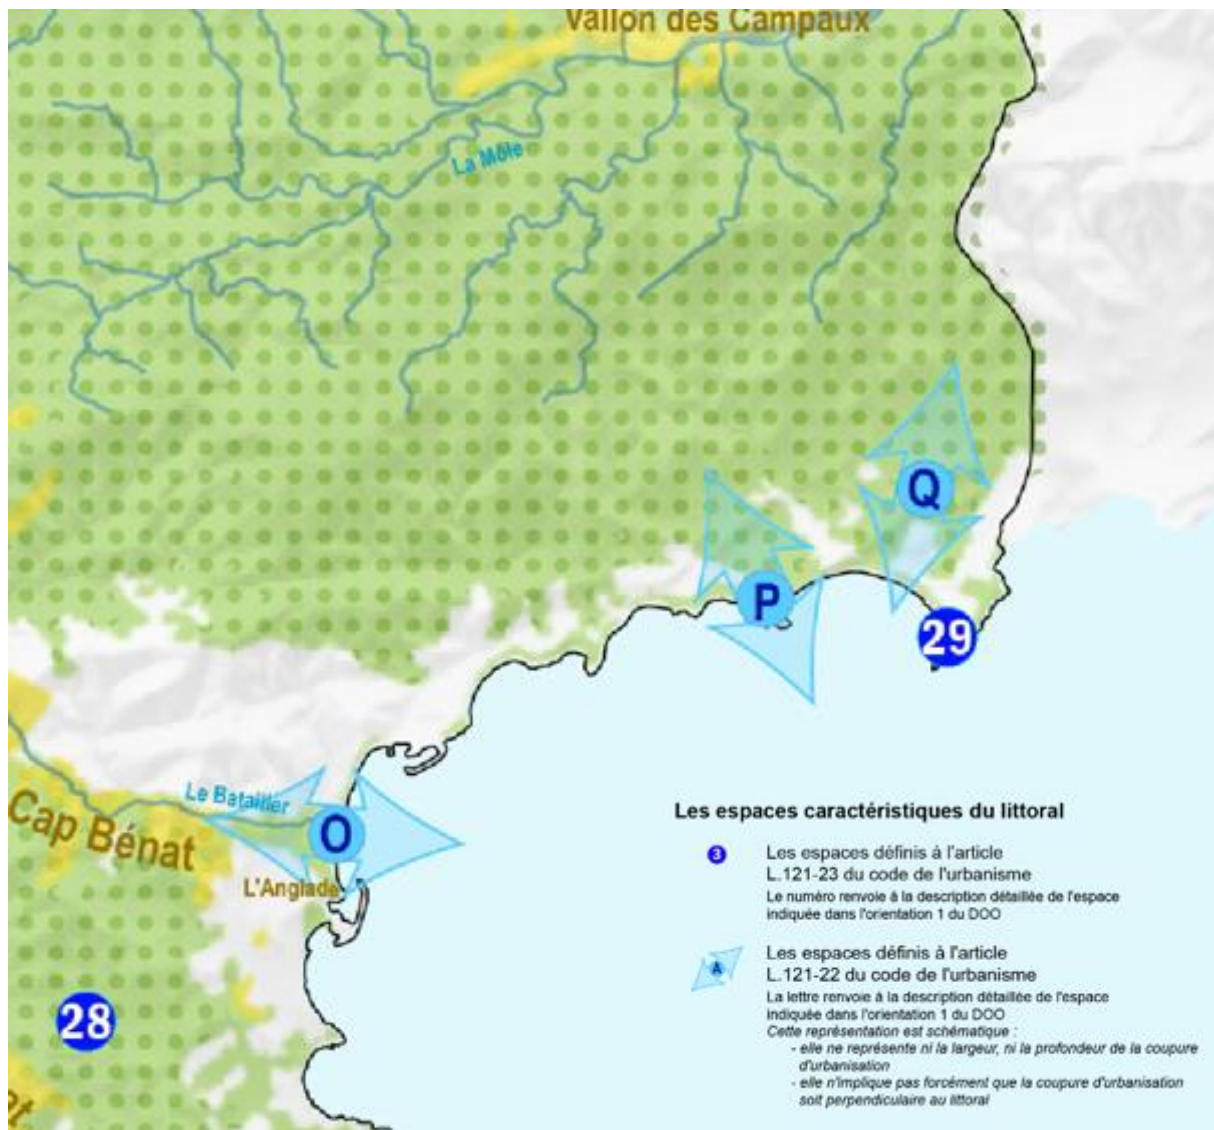 Vallon des Campaux
La Môle
Q
P
29
Le Batailler
O
Cap Bénat
L'Anglade
28
Les espaces caractéristiques du littoral
3
Les espaces définis à l'article
L.121-23 du code de l'urbanisme
Le numéro renvoie à la description détaillée de l'espace
indiquée dans l'orientation 1 du DOO
A
Les espaces définis à l'article
L.121-22 du code de l'urbanisme
La lettre renvoie à la description détaillée de l'espace
indiquée dans l'orientation 1 du DOO
Cette représentation est schématique :
- elle ne représente ni la largeur, ni la profondeur de la coupure
d'urbanisation
- elle n'implique pas forcément que la coupure d'urbanisation
soit perpendiculaire au littoral